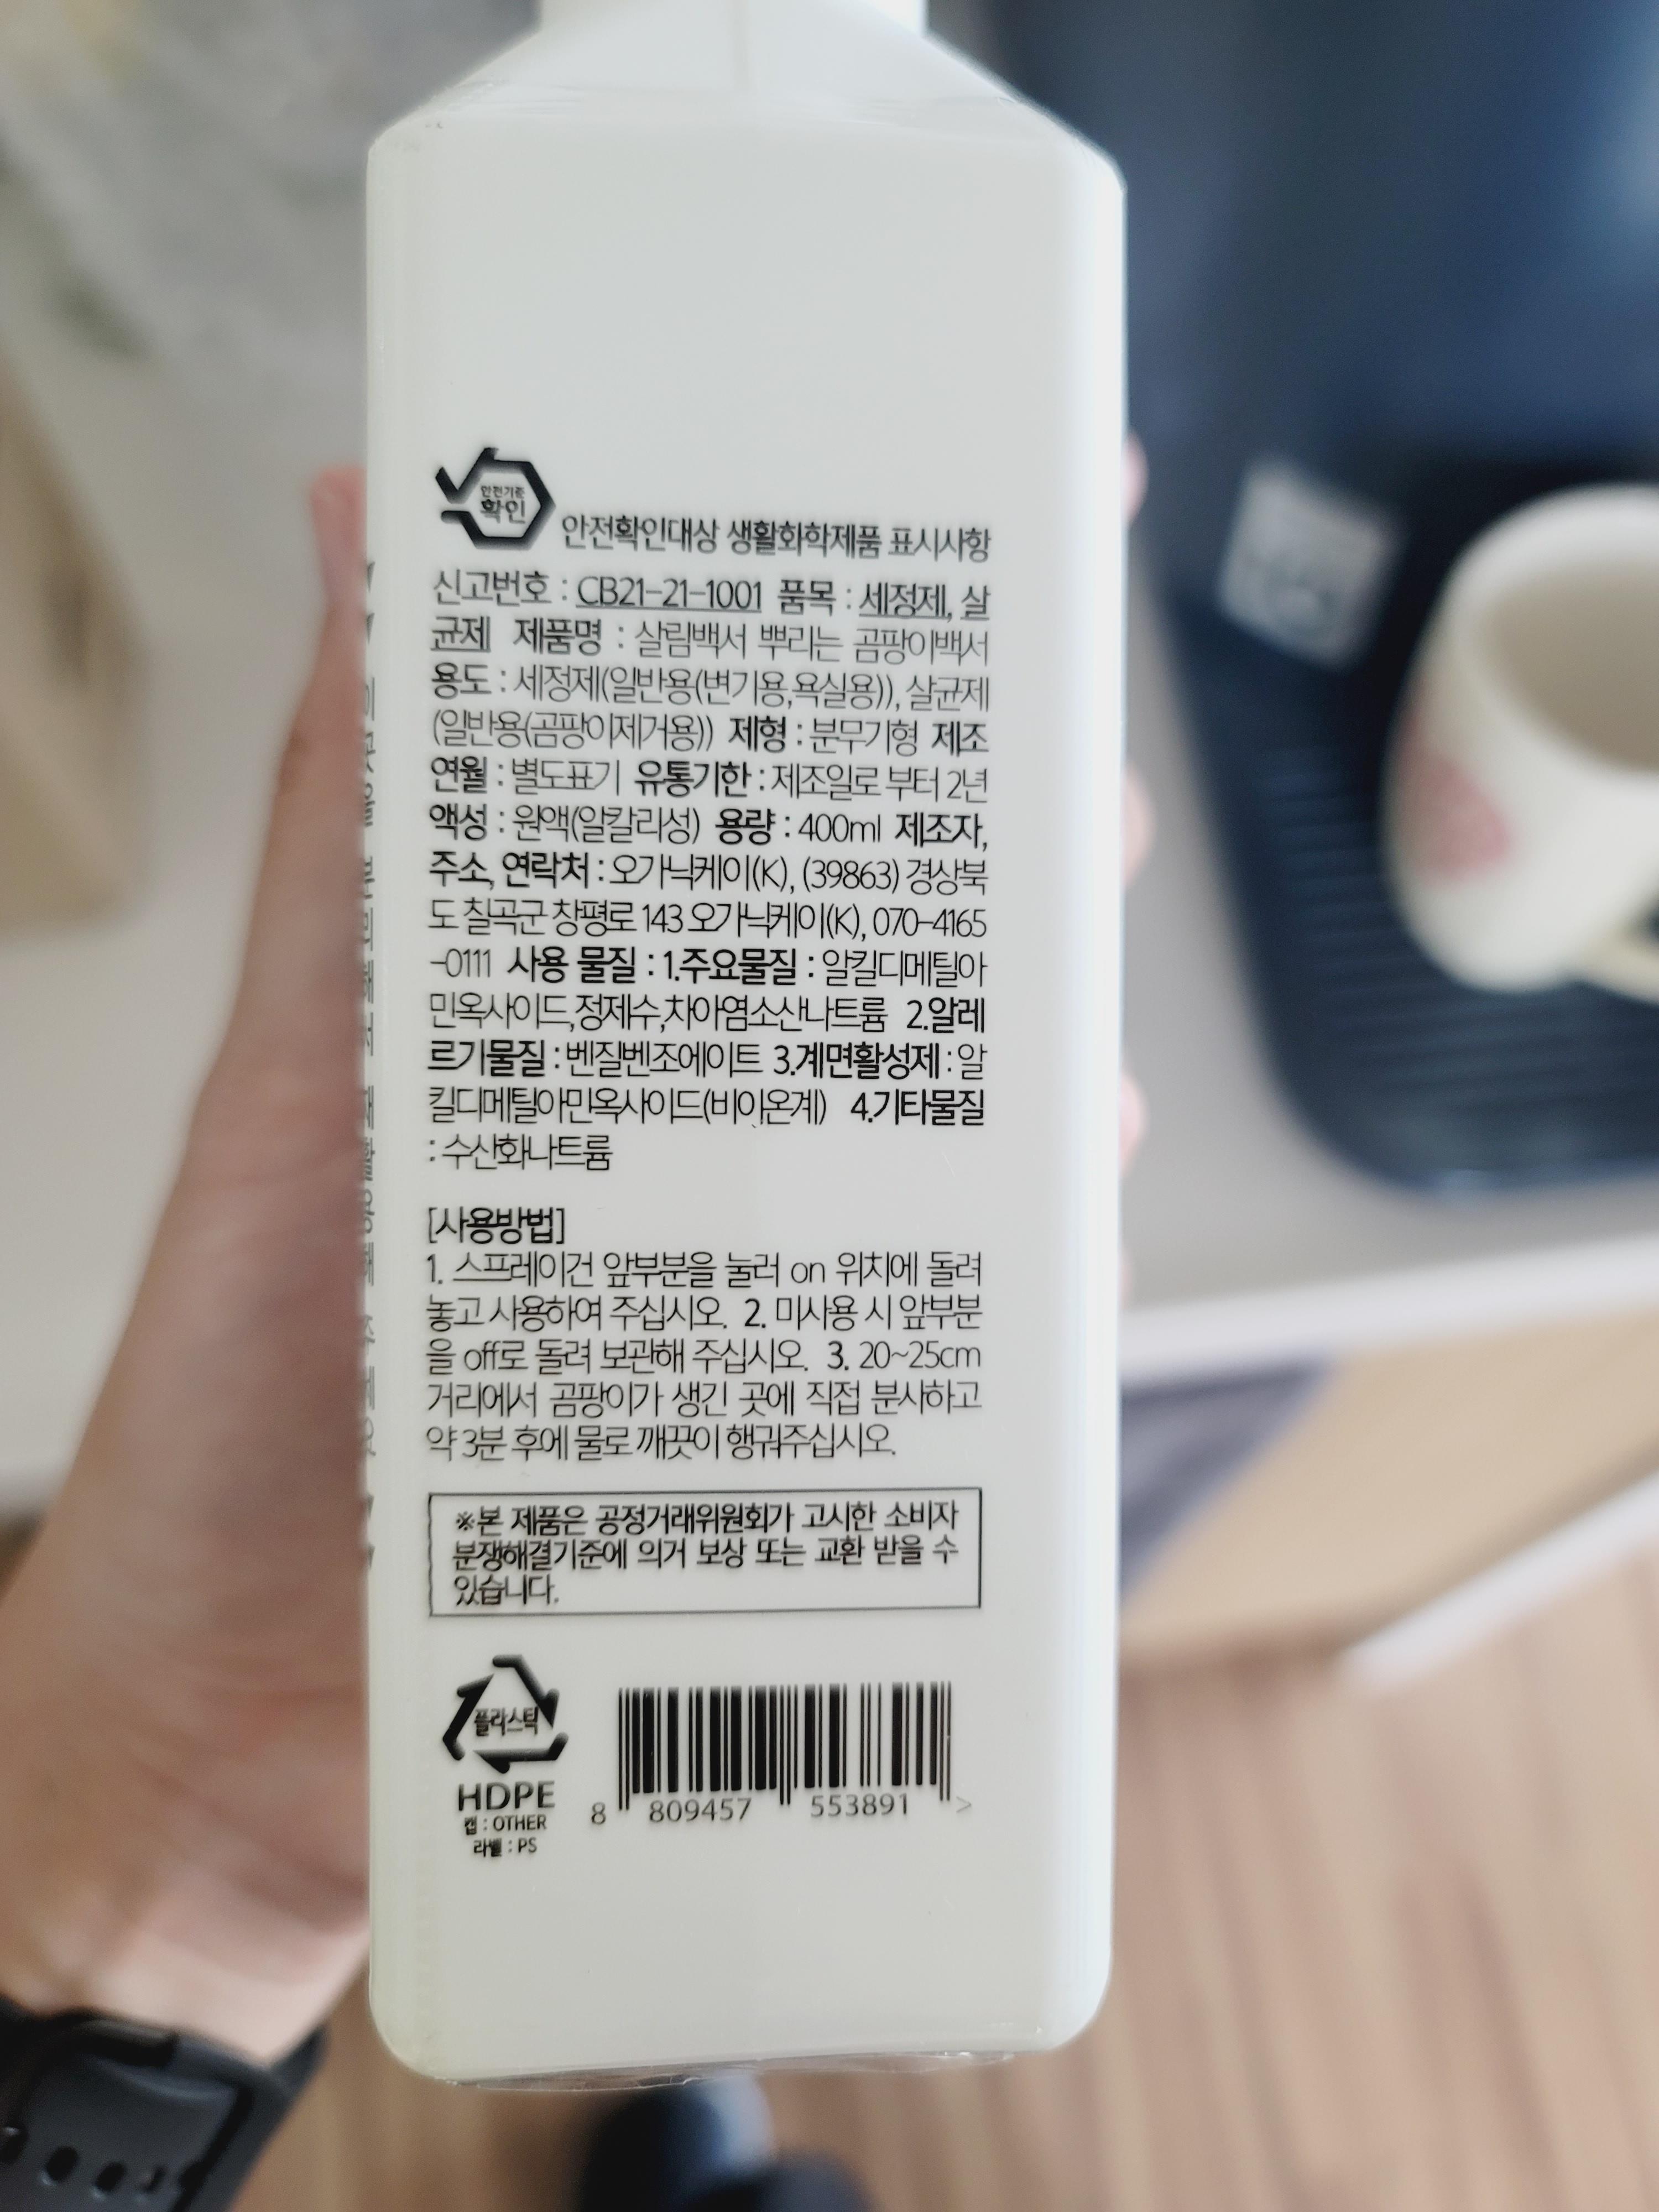 안전기준
확인
안전확인대상 생활화학제품 표시사항
신고번호 : CB21-21-1001 품목 : 세정제, 살
균제 제품명 : 살림백서 뿌리는 곰팡이백서
용도 : 세정제(일반용(변기용,욕실용)), 살균제
(일반용(곰팡이제거용)) 제형 : 분무기형 제조
연월 : 별도표기 유통기한 : 제조일로 부터 2년
액성 : 원액(알칼리성) 용량 : 400ml 제조자,
주소, 연락처 : 오가닉케이(K), (39863) 경상북
도 칠곡군 창평로 143 오가닉케이(K), 070-4165
-0111 사용 물질 : 1.주요물질 : 알킬디메틸아
민옥사이드,정제수,차아염소산나트륨 2.알레
르기물질 : 벤질벤조에이트 3.계면활성제 : 알
킬디메틸아민옥사이드(비이온계) 4.기타물질
: 수산화나트륨
[사용방법]
1. 스프레이건 앞부분을 눌러 on 위치에 돌려
놓고 사용하여 주십시오. 2. 미사용 시 앞부분
을 off로 돌려 보관해 주십시오. 3. 20~25cm
거리에서 곰팡이가 생긴 곳에 직접 분사하고
약 3분 후에 물로 깨끗이 행궈주십시오.
※본 제품은 공정거래위원회가 고시한 소비자
분쟁해결기준에 의거 보상 또는 교환 받을 수
있습니다.
플라스틱
HDPE
캡 : OTHER
라벨 : PS
8 809457 553891 >